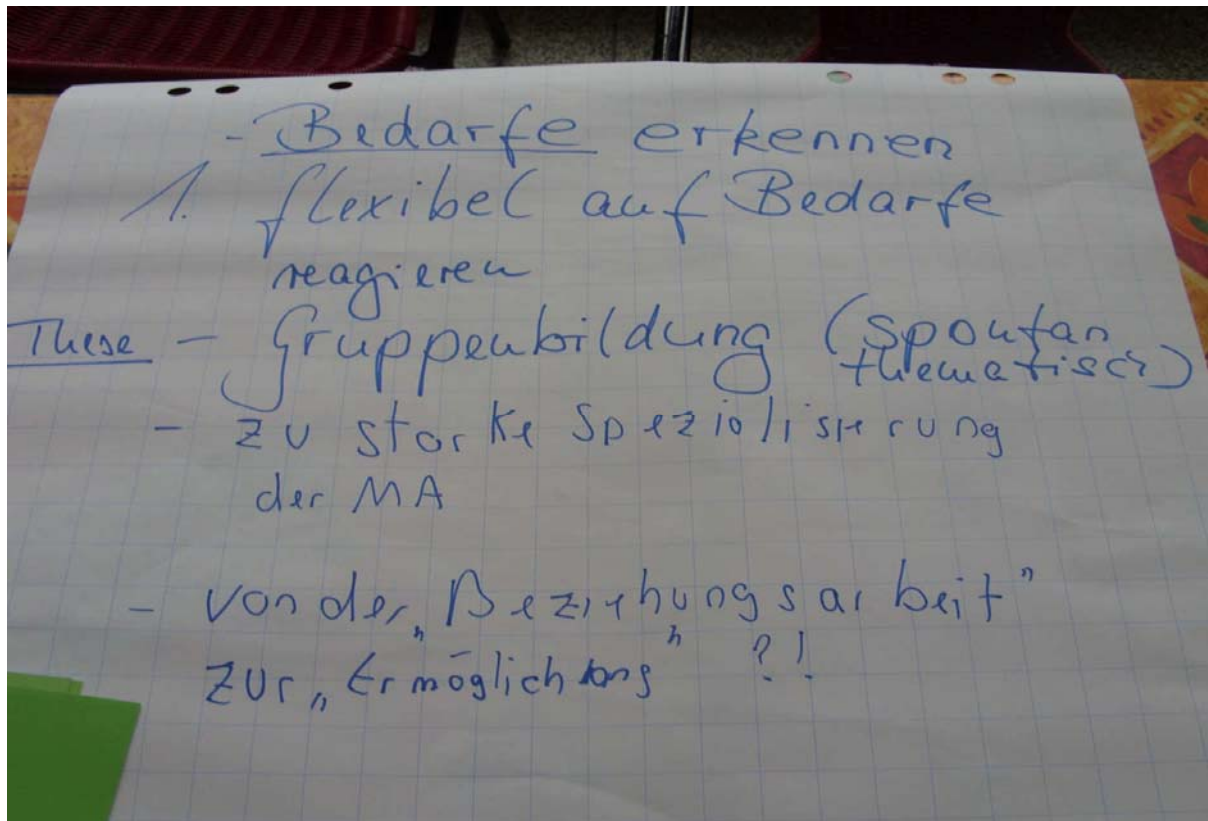 - Bedarfe erkennen
1. flexibel auf Bedarfe
reagieren
These - Gruppenbildung (spontan
thematisch)
- zu starke Spezialisierung
der MA
- von der „Beziehungsarbeit"
zur „Ermöglichung" ?!